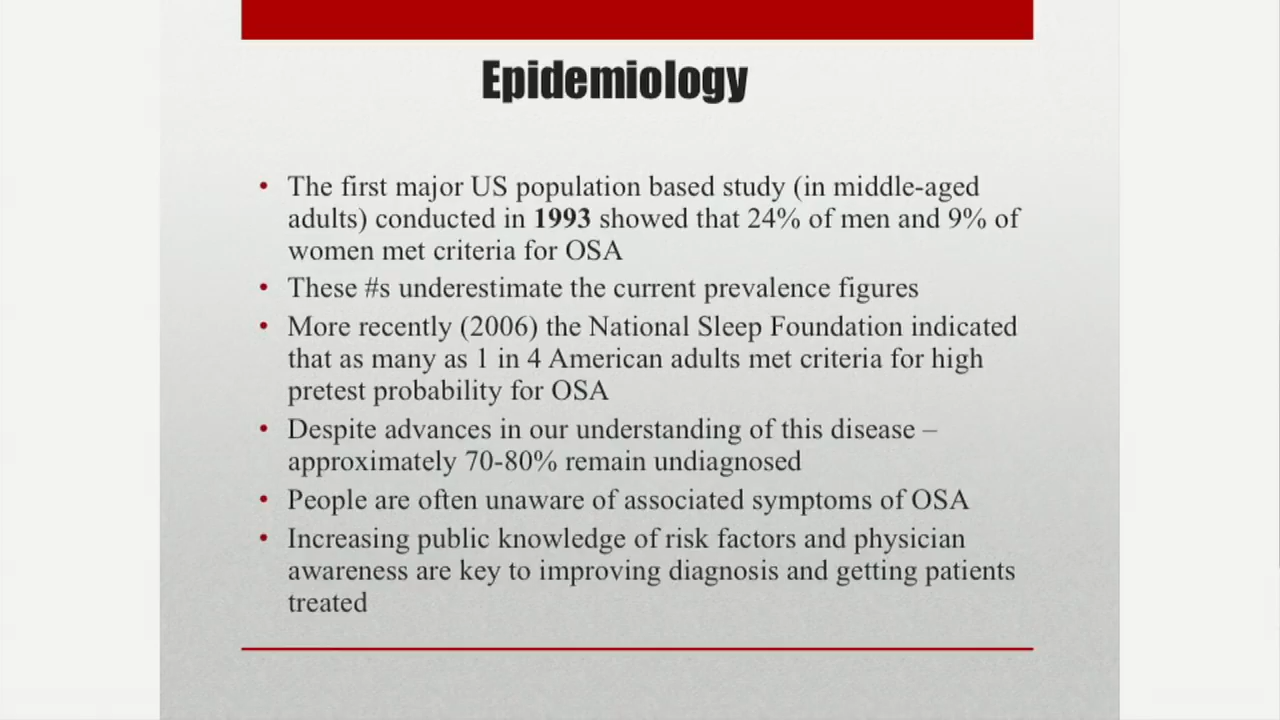 Epidemiology
• The first major US population based study (in middle-aged
adults) conducted in 1993 showed that 24% of men and 9% of
women met criteria for OSA
• These #s underestimate the current prevalence figures
• More recently (2006) the National Sleep Foundation indicated
that as many as 1 in 4 American adults met criteria for high
pretest probability for OSA
• Despite advances in our understanding of this disease –
approximately 70-80% remain undiagnosed
• People are often unaware of associated symptoms of OSA
• Increasing public knowledge of risk factors and physician
awareness are key to improving diagnosis and getting patients
treated